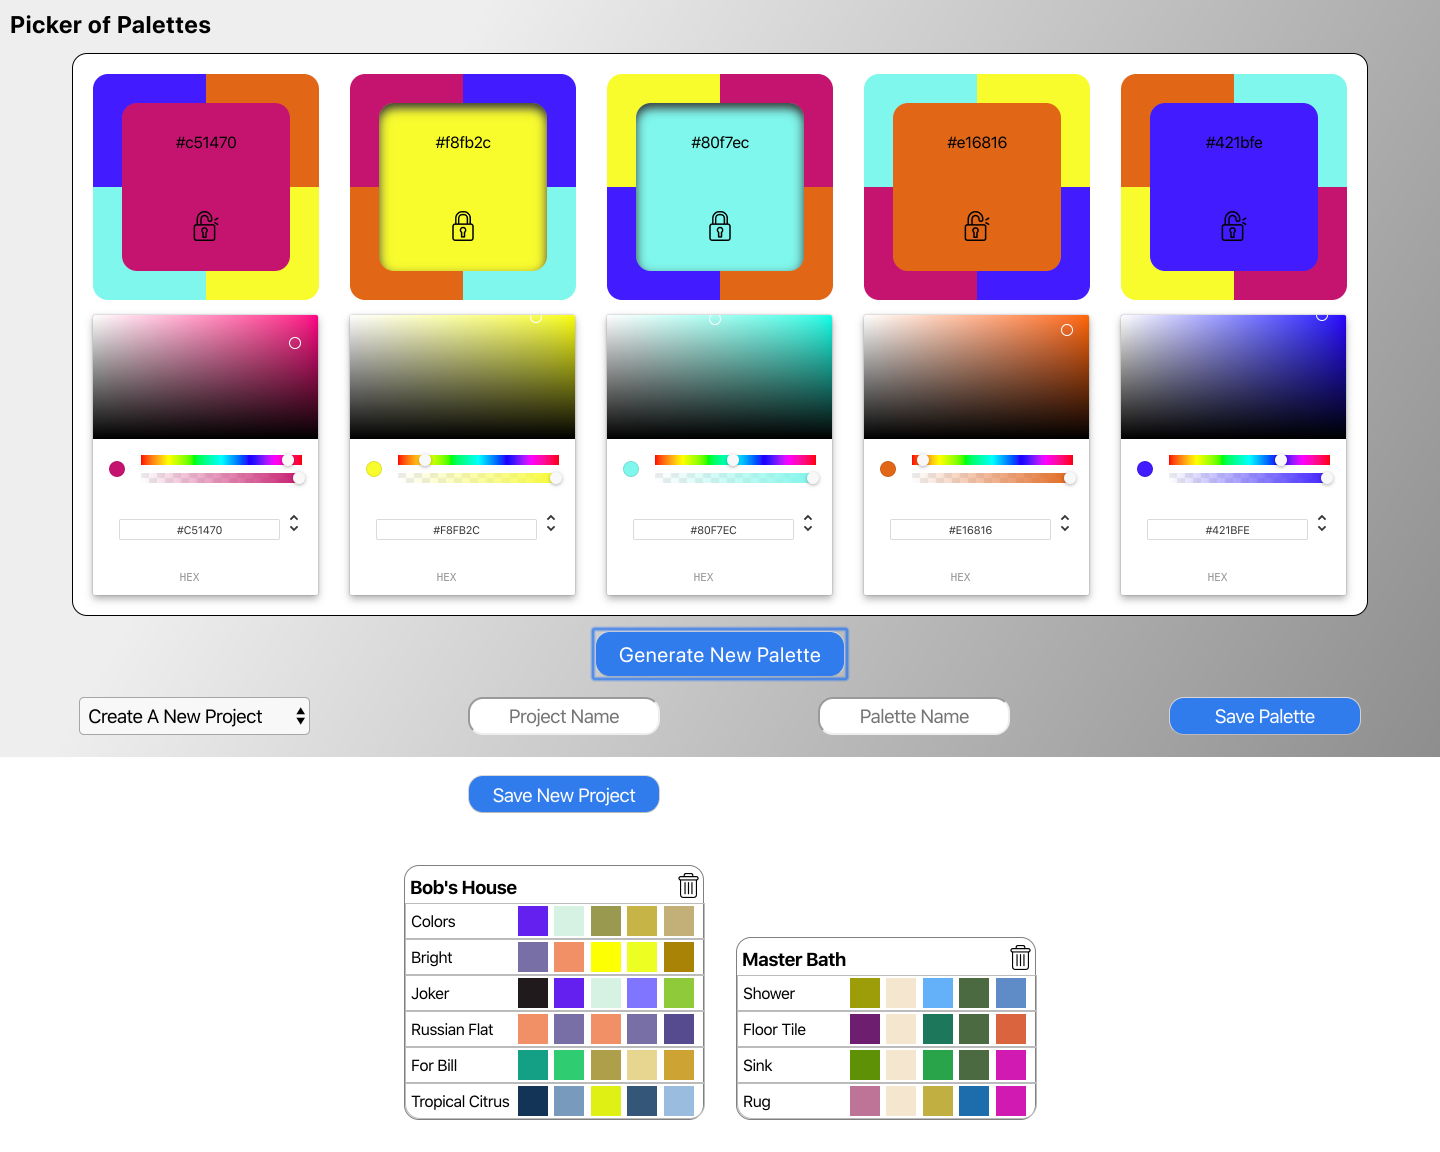 Picker of Palettes
#c51470 #f8fb2c #80f7ec #e16816 #421bfe
#C51470 #F8FB2C #80F7EC #E16816 #421BFE
HEX HEX HEX HEX HEX
Generate New Palette
Create A New Project Project Name Palette Name Save Palette
Save New Project
Bob's House
Colors
Bright
Joker
Russian Flat
For Bill
Tropical Citrus
Master Bath
Shower
Floor Tile
Sink
Rug